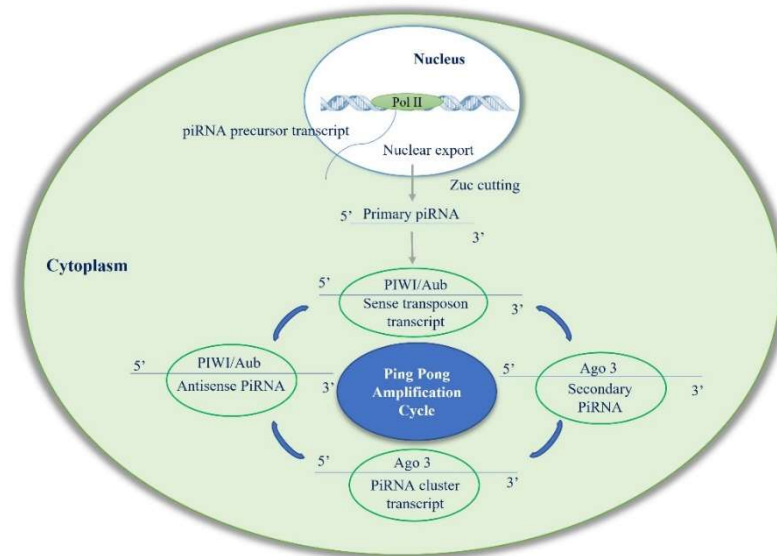 Nucleus
Pol II
piRNA precursor transcript
Nuclear export
Zuc cutting
5’ Primary piRNA
3’
Cytoplasm
5’ PIWI/Aub
Sense transposon 3’
transcript
5’ PIWI/Aub 3’
Antisense PiRNA
Ping Pong
Amplification
Cycle
5’ Ago 3 3’
Secondary
PiRNA
5’ Ago 3 3’
PiRNA cluster
transcript